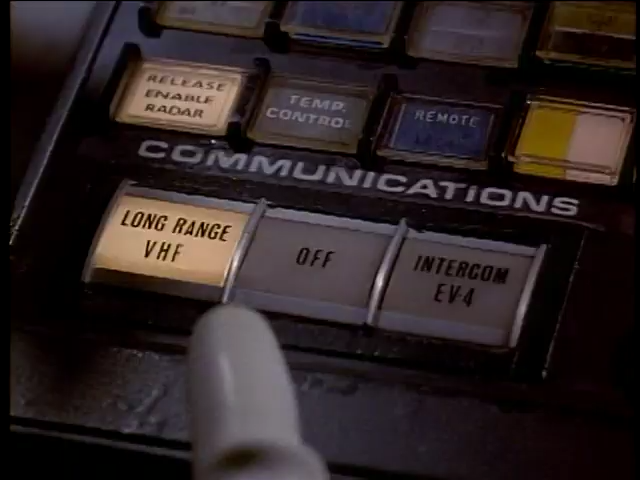 RELEASE
ENABLE
RADAR
TEMP.
CONTROL
REMOTE
COMMUNICATIONS
LONG RANGE
VHF
OFF
INTERCOM
EV-4